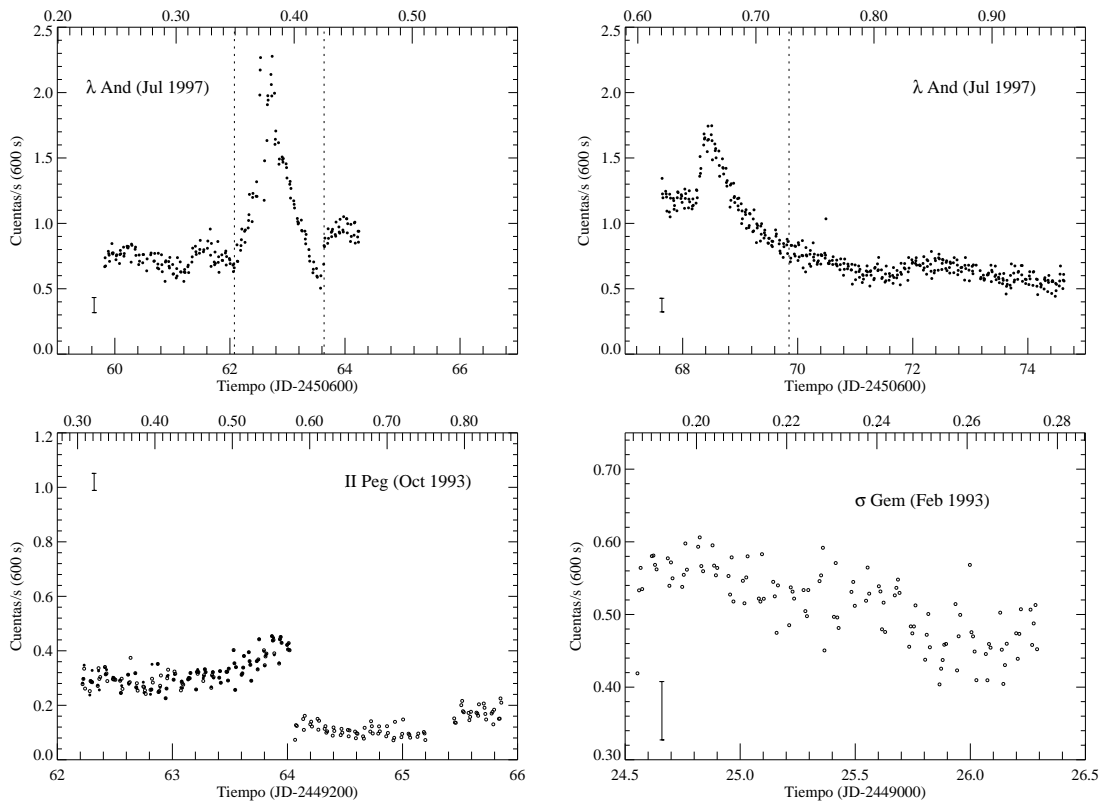 0.20 0.30 0.40 0.50
2.5
2.0
1.5
1.0
0.5
0.0
Cuentas/s (600 s)
λ And (Jul 1997)
60 62 64 66
Tiempo (JD-2450600)
0.60 0.70 0.80 0.90
2.5
2.0
1.5
1.0
0.5
0.0
Cuentas/s (600 s)
λ And (Jul 1997)
68 70 72 74
Tiempo (JD-2450600)
0.30 0.40 0.50 0.60 0.70 0.80
1.2
1.0
0.8
0.6
0.4
0.2
0.0
Cuentas/s (600 s)
II Peg (Oct 1993)
62 63 64 65 66
Tiempo (JD-2449200)
0.20 0.22 0.24 0.26 0.28
0.70
0.60
0.50
0.40
0.30
Cuentas/s (600 s)
σ Gem (Feb 1993)
24.5 25.0 25.5 26.0 26.5
Tiempo (JD-2449000)